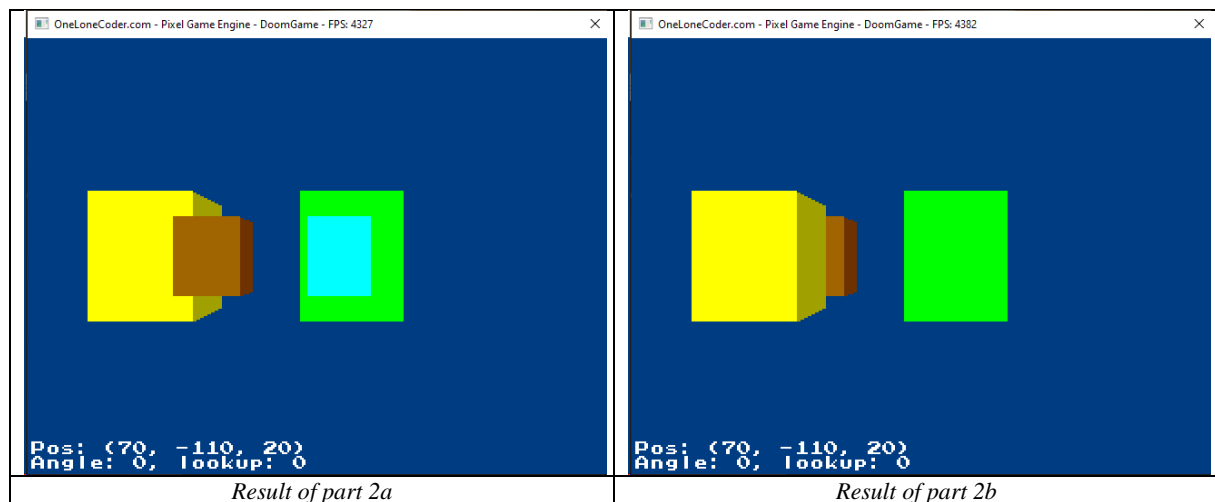 OneLoneCoder.com - Pixel Game Engine - DoomGame - FPS: 4327
Pos: (70, -110, 20)
Angle: 0, lookup: 0
Result of part 2a
OneLoneCoder.com - Pixel Game Engine - DoomGame - FPS: 4382
Pos: (70, -110, 20)
Angle: 0, lookup: 0
Result of part 2b